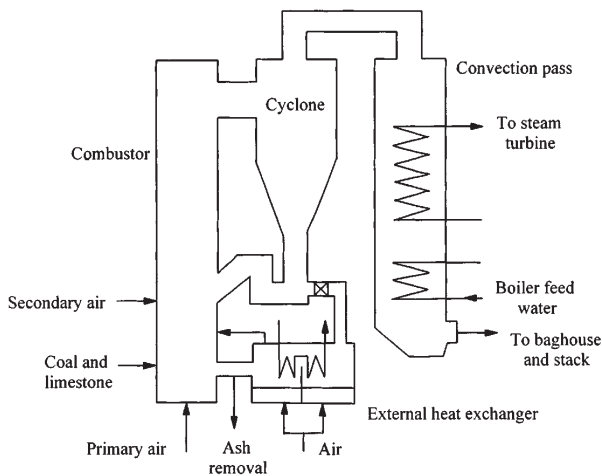 Convection pass
Cyclone
To steam
turbine
Combustor
Secondary air
Boiler feed
water
Coal and
limestone
To baghouse
and stack
External heat exchanger
Primary air
Ash
removal
Air